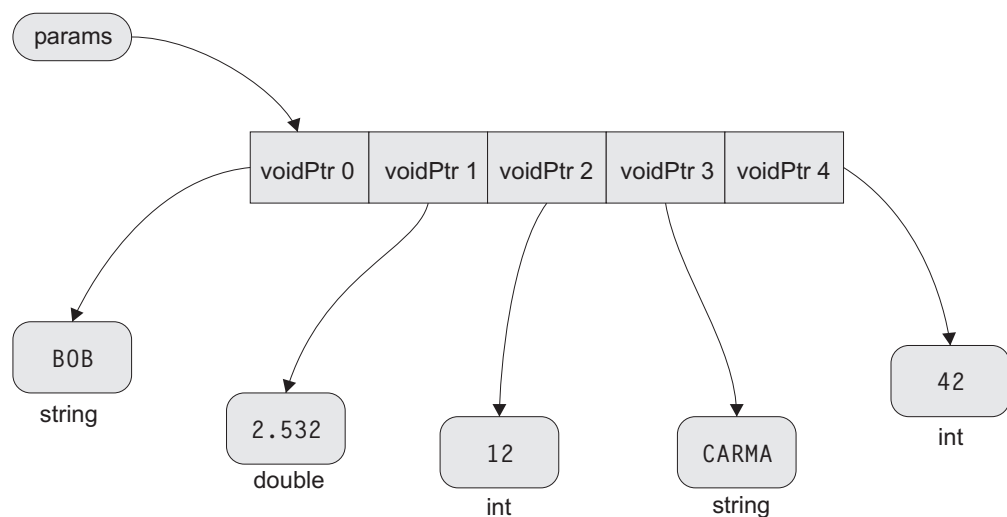 params
voidPtr 0 voidPtr 1 voidPtr 2 voidPtr 3 voidPtr 4
BOB
string
2.532
double
12
int
CARMA
string
42
int